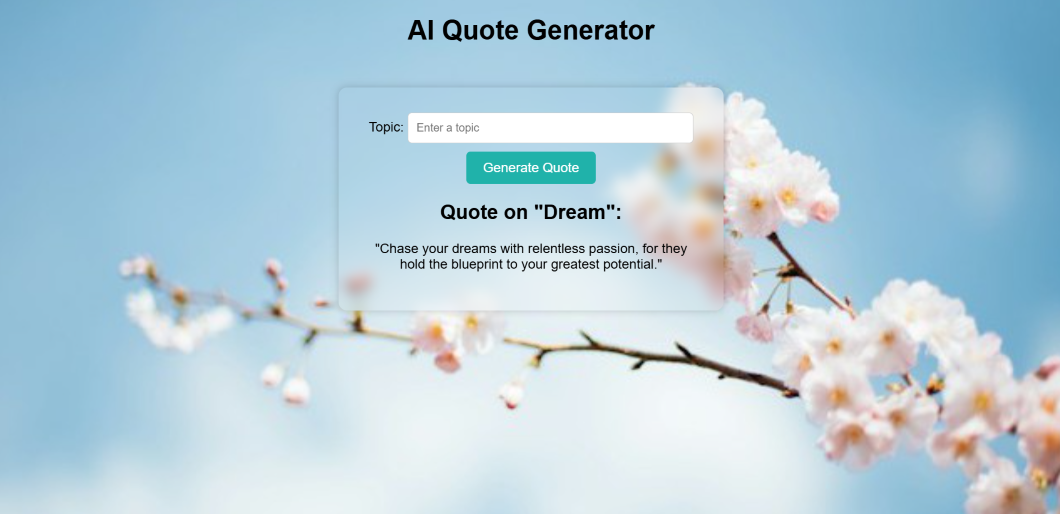 AI Quote Generator
Topic: Enter a topic
Generate Quote
Quote on "Dream":
"Chase your dreams with relentless passion, for they
hold the blueprint to your greatest potential."